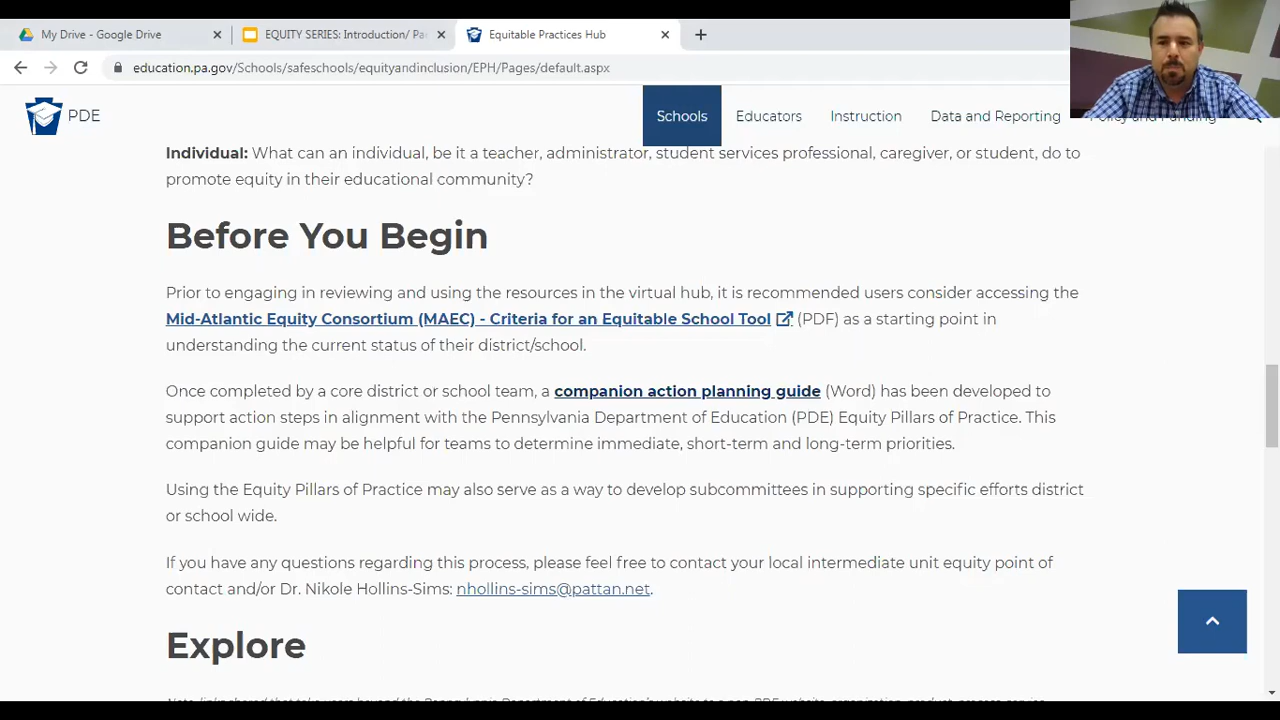 My Drive - Google Drive
EQUITY SERIES: Introduction/ Pa
Equitable Practices Hub
education.pa.gov/Schools/safeschools/equityandinclusion/EPH/Pages/default.aspx
PDE
Schools
Educators
Instruction
Data and Reporting
Policy and Funding
Individual: What can an individual, be it a teacher, administrator, student services professional, caregiver, or student, do to
promote equity in their educational community?
Before You Begin
Prior to engaging in reviewing and using the resources in the virtual hub, it is recommended users consider accessing the
Mid-Atlantic Equity Consortium (MAEC) - Criteria for an Equitable School Tool (PDF) as a starting point in
understanding the current status of their district/school.
Once completed by a core district or school team, a companion action planning guide (Word) has been developed to
support action steps in alignment with the Pennsylvania Department of Education (PDE) Equity Pillars of Practice. This
companion guide may be helpful for teams to determine immediate, short-term and long-term priorities.
Using the Equity Pillars of Practice may also serve as a way to develop subcommittees in supporting specific efforts district
or school wide.
If you have any questions regarding this process, please feel free to contact your local intermediate unit equity point of
contact and/or Dr. Nikole Hollins-Sims: nhollins-sims@pattan.net.
Explore